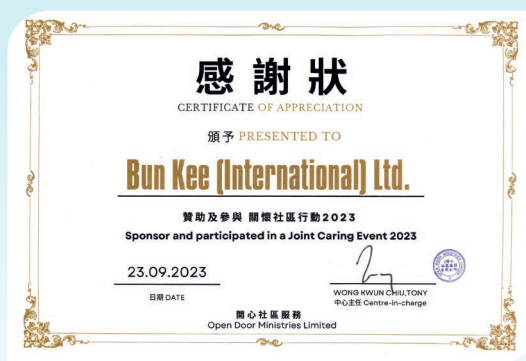 感謝狀
CERTIFICATE OF APPRECIATION
頒予 PRESENTED TO
Bun Kee (International) Ltd.
贊助及參與 關懷社區行動2023
Sponsor and participated in a Joint Caring Event 2023
23.09.2023
日期 DATE
WONG KWUN CHIU,TONY
中心主任 Centre-in-charge
開心社區服務
Open Door Ministries Limited